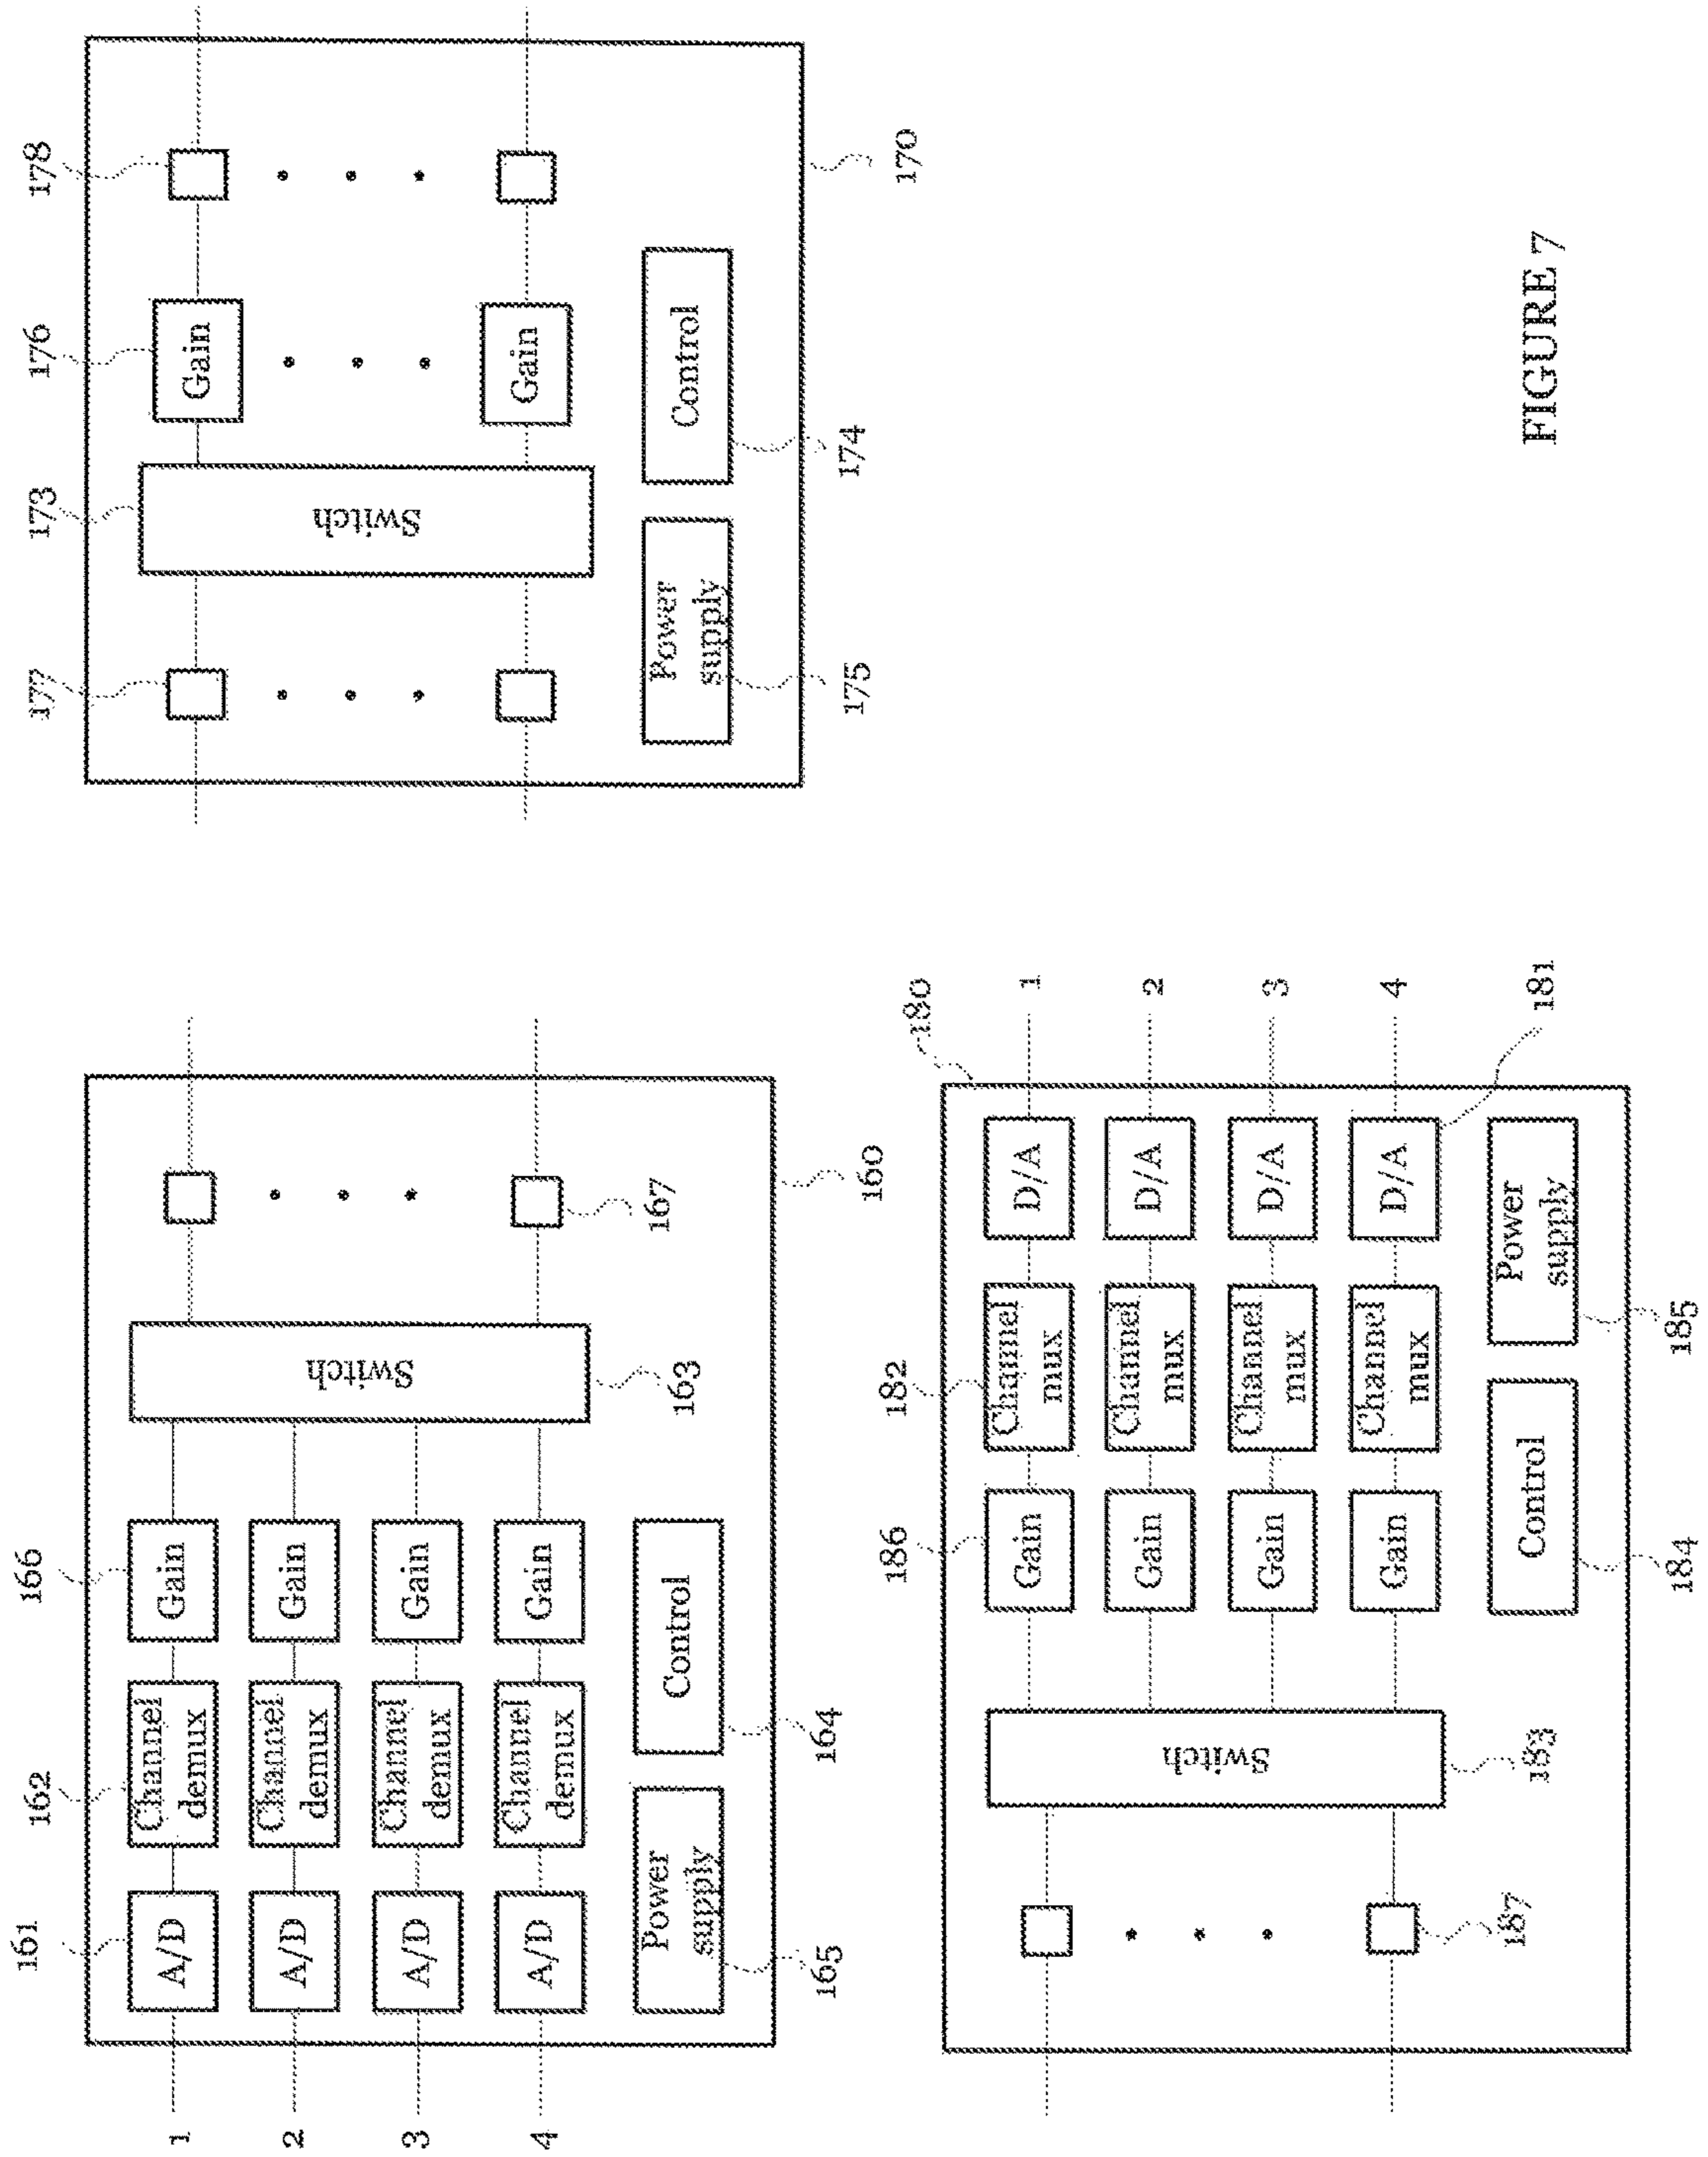 161
162
166
1
A/D
Channel
demux
Gain
2
A/D
Channel
demux
Gain
3
A/D
Channel
demux
Gain
4
A/D
Channel
demux
Gain
Switch
163
167
Power
supply
Control
165
164
160
177
173
176
178
Switch
Gain
Gain
Power
supply
Control
175
174
170
186
182
180
Switch
Gain
Channel
mux
D/A
1
Gain
Channel
mux
D/A
2
Gain
Channel
mux
D/A
3
Gain
Channel
mux
D/A
4
187
183
181
Control
Power
supply
184
185
FIGURE 7